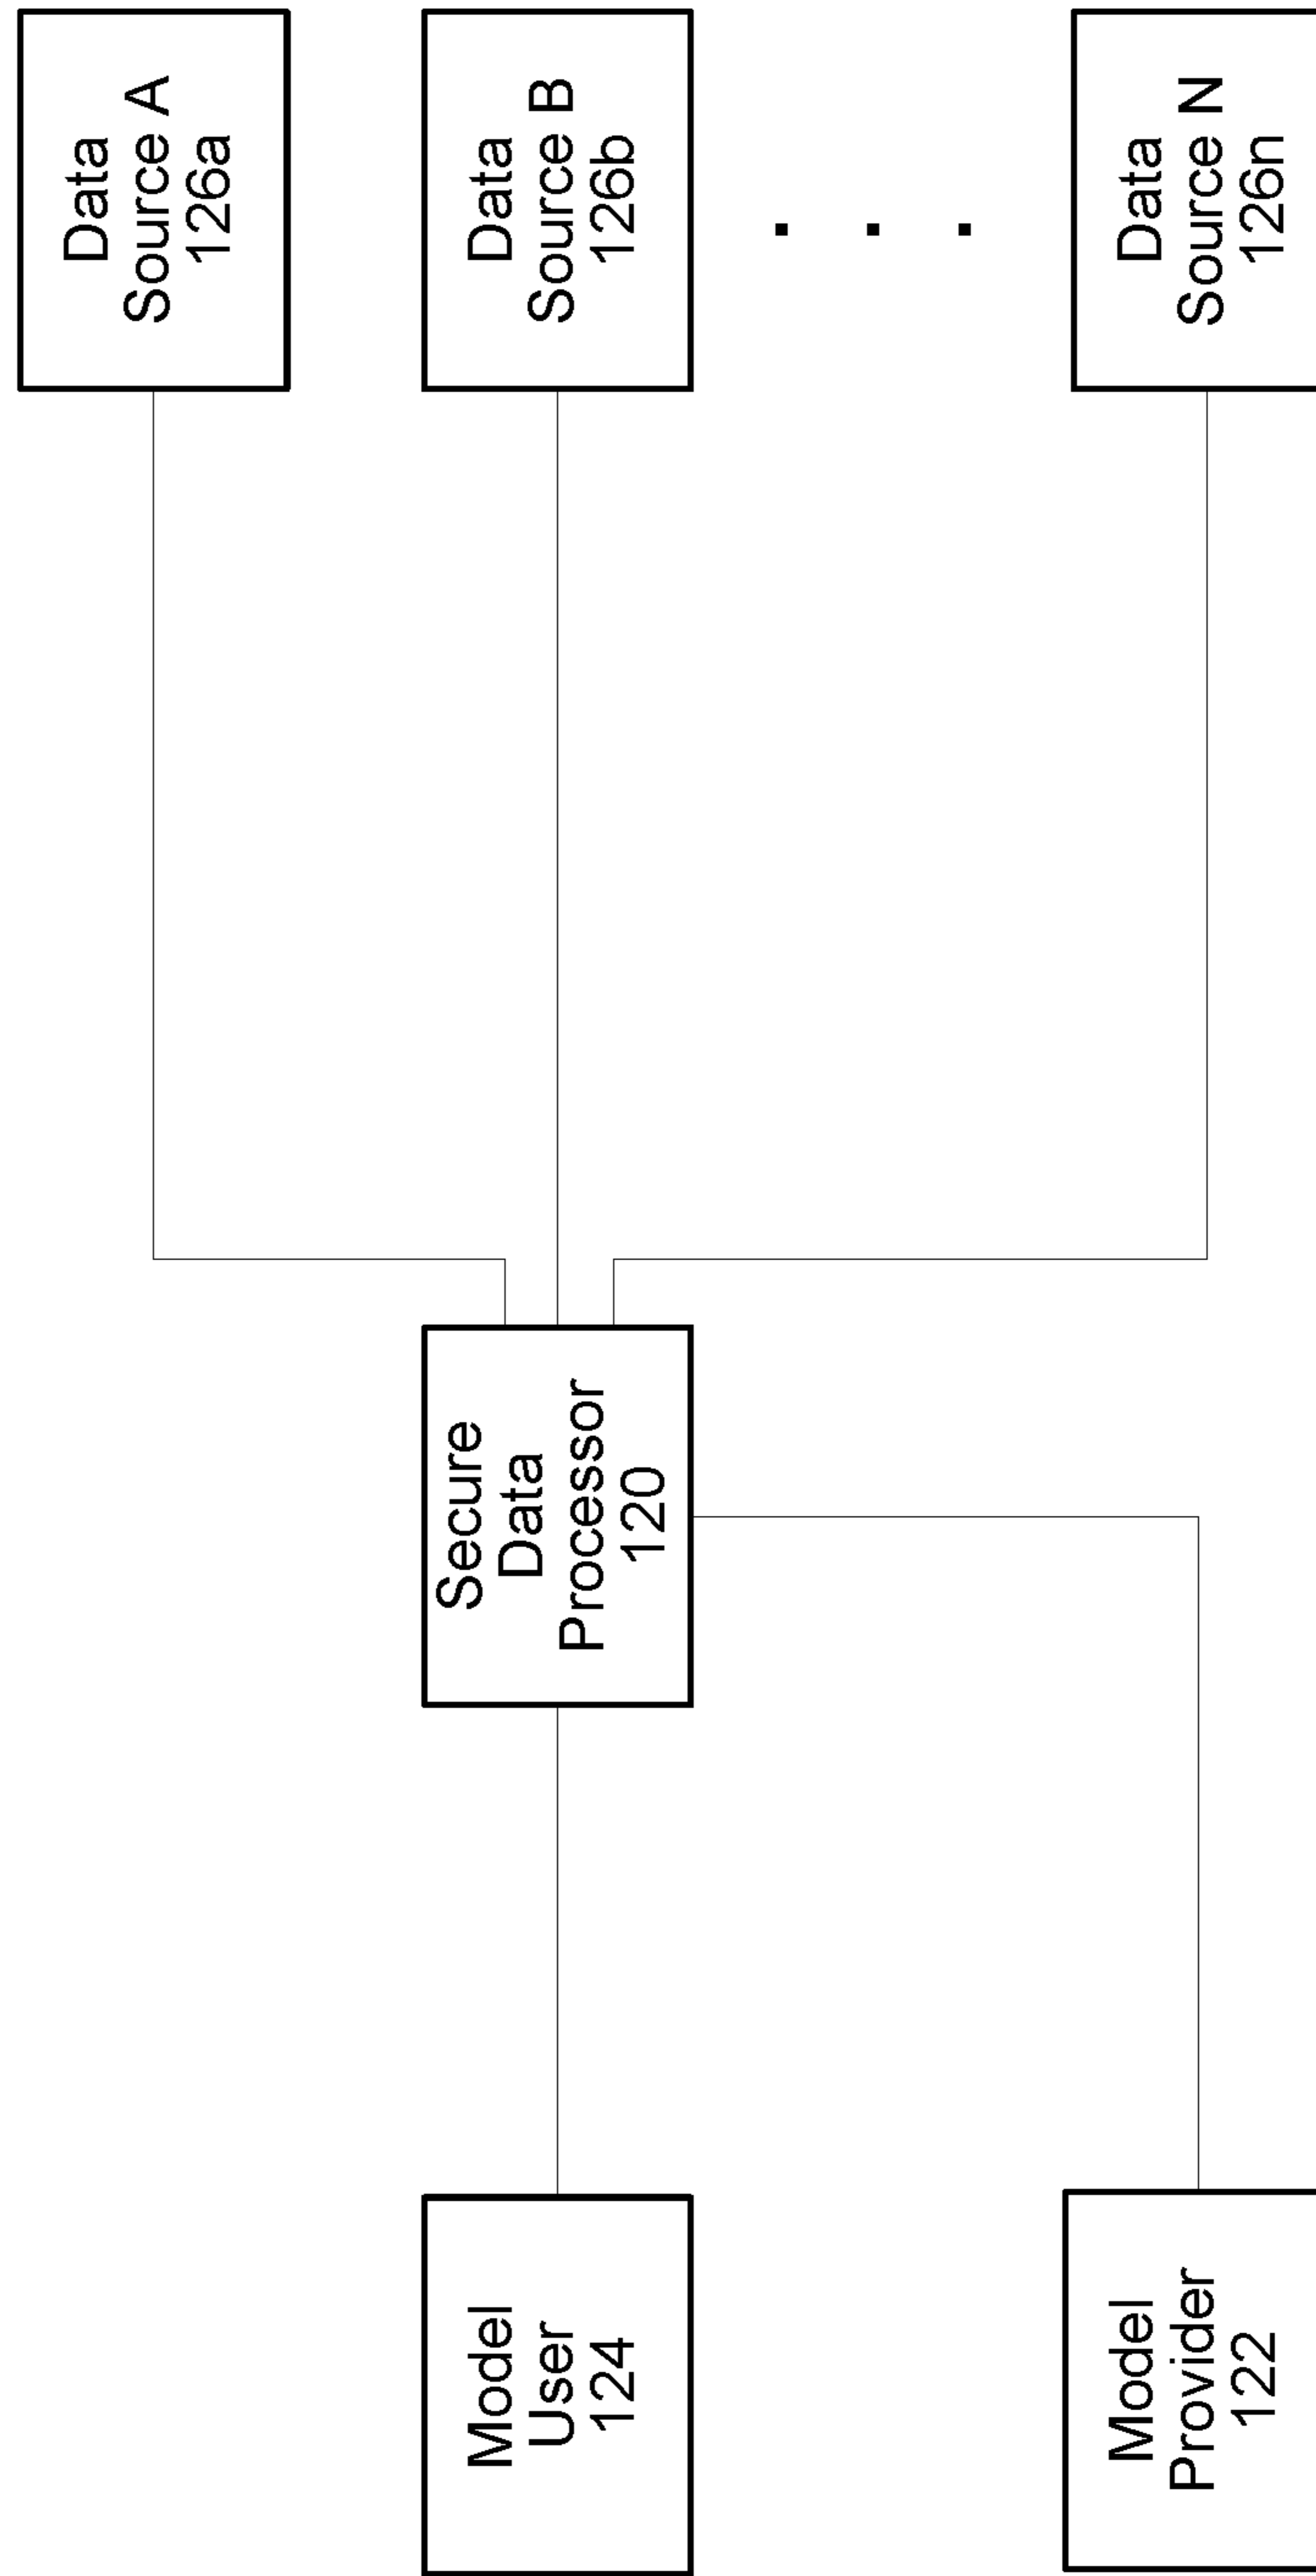 Model
User
124
Model
Provider
122
Secure
Data
Processor
120
Data
Source A
126a
Data
Source B
126b
. . .
Data
Source N
126n